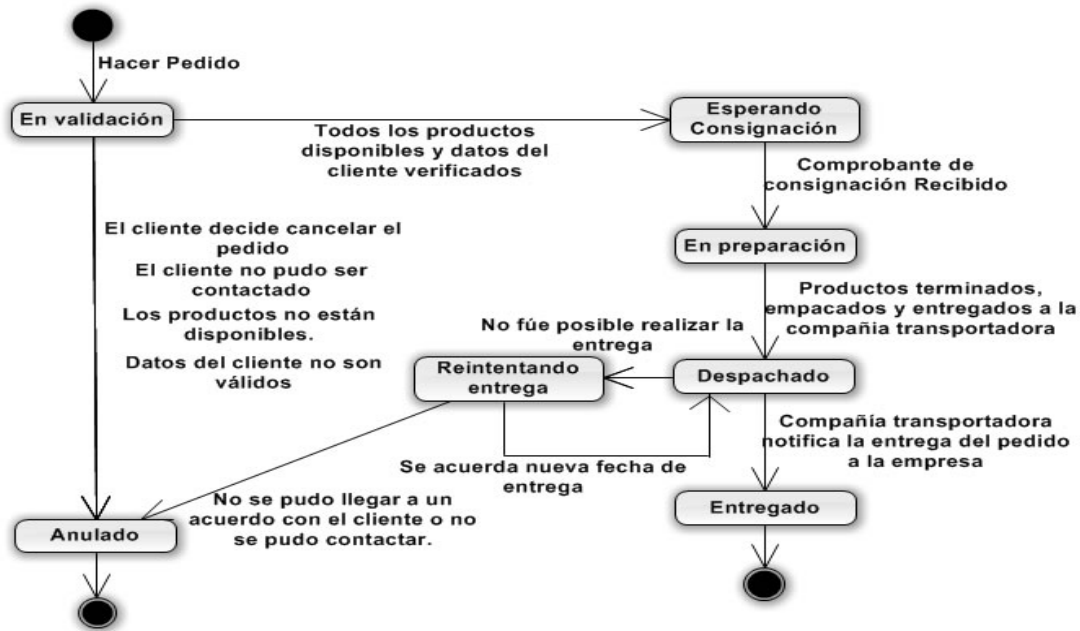 Hacer Pedido
En validación
Todos los productos
disponibles y datos del
cliente verificados
Esperando
Consignación
Comprobante de
consignación Recibido
En preparación
Productos terminados,
empacados y entregados a la
compañia transportadora
El cliente decide cancelar el
pedido
El cliente no pudo ser
contactado
Los productos no están
disponibles.
Datos del cliente no son
válidos
No fúe posible realizar la
entrega
Reintentando
entrega
Despachado
Se acuerda nueva fecha de
entrega
Compañía transportadora
notifica la entrega del pedido
a la empresa
No se pudo llegar a un
acuerdo con el cliente o no
se pudo contactar.
Anulado
Entregado